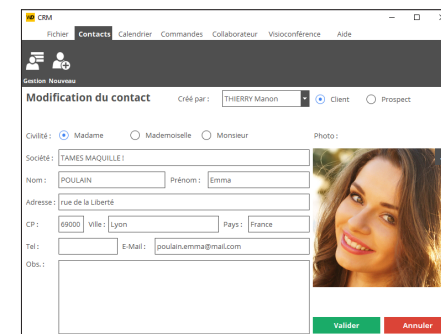 CRM
Fichier Contacts Calendrier Commandes Collaborateur Visioconférence Aide
Gestion Nouveau
Modification du contact Créé par : THIERRY Manon Client Prospect
Civilité : Madame Mademoiselle Monsieur Photo :
Société : TAMES MAQUILLE
Nom : POULAIN Prénom : Emma
Adresse : rue de la Liberté
CP : 69000 Ville : Lyon Pays : France
Tel : E-Mail : poulain.emma@mail.com
Obs. :
Valider Annuler